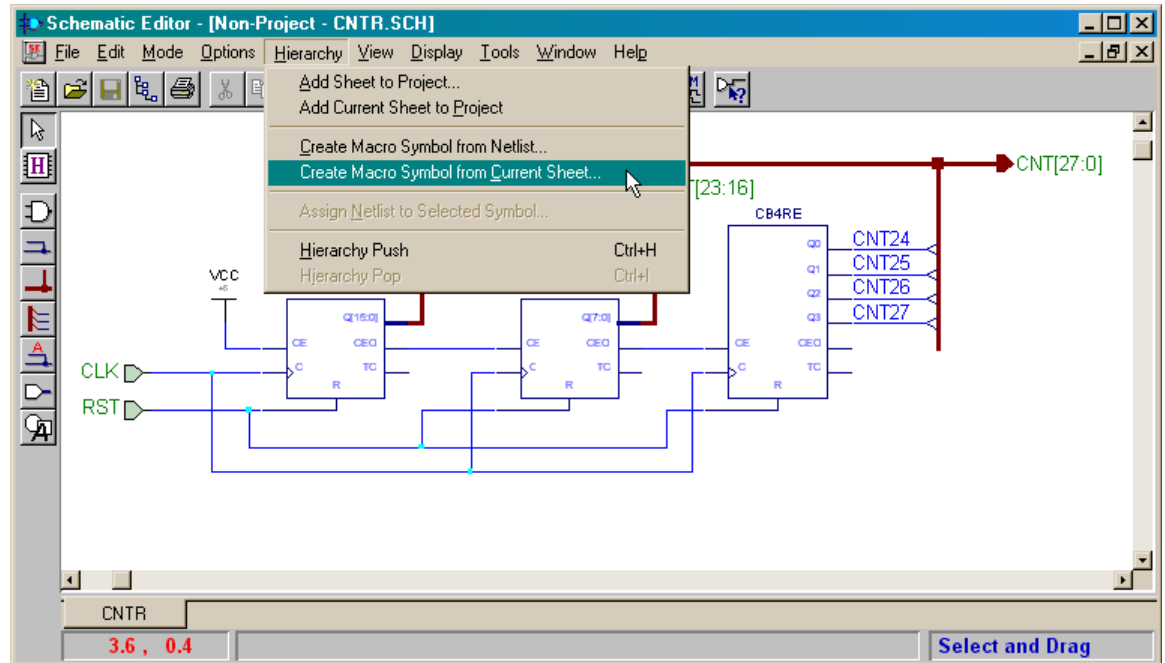 Schematic Editor - [Non-Project - CNTR.SCH]
File Edit Mode Options Hierarchy View Display Tools Window Help
Add Sheet to Project...
Add Current Sheet to Project
Create Macro Symbol from Netlist...
Create Macro Symbol from Current Sheet...
Assign Netlist to Selected Symbol...
Hierarchy Push Ctrl+H
Hierarchy Pop Ctrl+I
H
A
CNT[27:0]
[23:16]
CB4RE
VCC
+5
Q0 CNT24
Q1 CNT25
Q2 CNT26
Q3 CNT27
Q[15:0] Q[7:0]
CE CEO CE CEO CE CEO
CLK C TC C TC C TC
R R R
RST
CNTR
3.6 , 0.4 Select and Drag